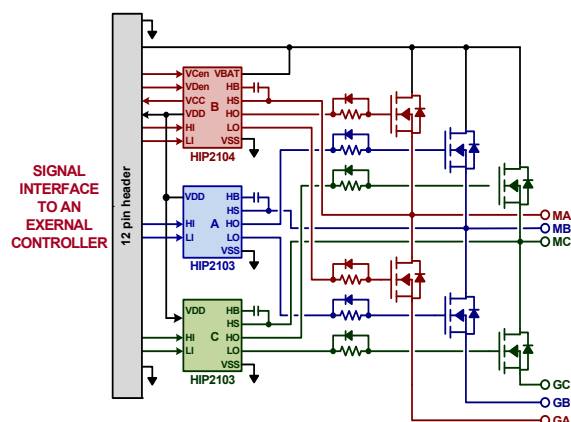 SIGNAL
INTERFACE
TO AN
EXERNAL
CONTROLLER
12 pin header
VCen VBAT
VDen HB
VCC B HS
VDD HO
HI LO
LI VSS
HIP2104
VDD HB
HS
HI A HO
LI LO
VSS
HIP2103
VDD HB
HS
HI C HO
LI LO
VSS
HIP2103
MA
MB
MC
GC
GB
GA